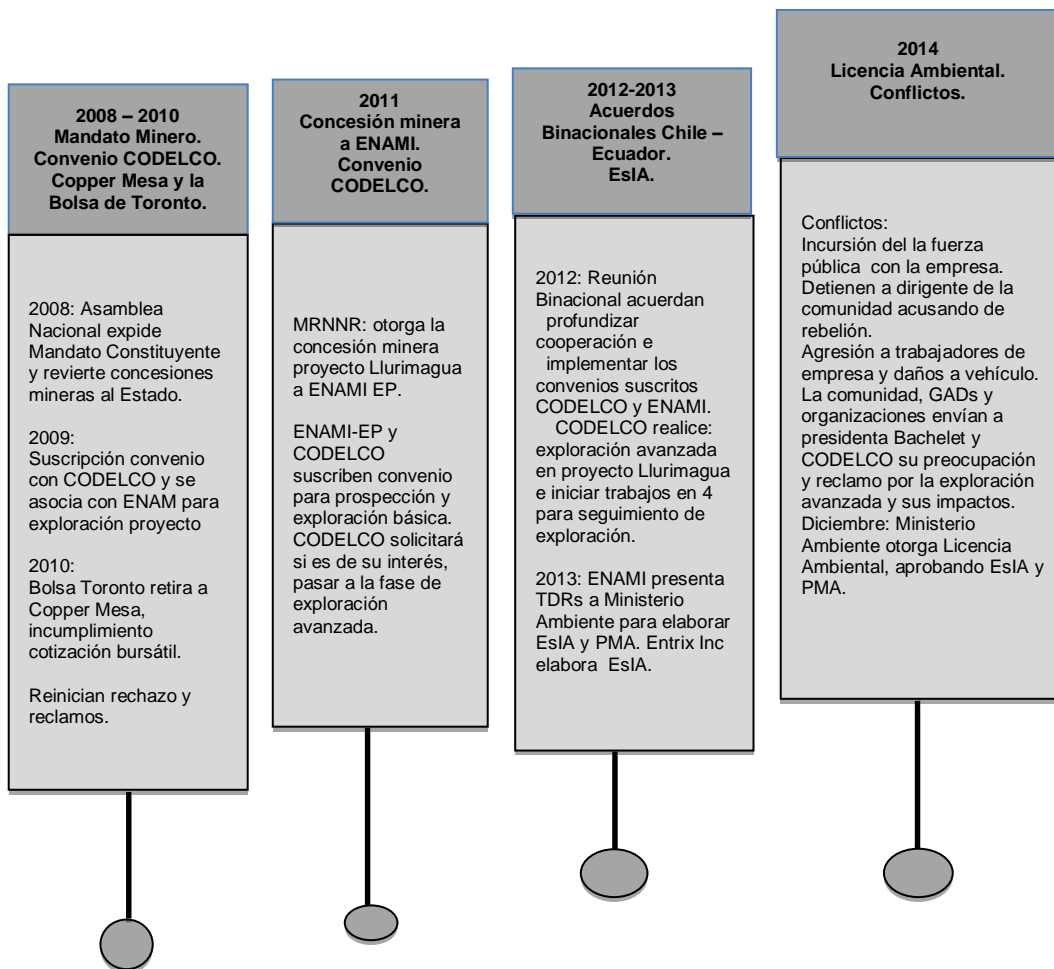 2008 – 2010
Mandato Minero.
Convenio CODELCO.
Copper Mesa y la
Bolsa de Toronto.
2008: Asamblea
Nacional expide
Mandato Constituyente
y revierte concesiones
mineras al Estado.
2009:
Suscripción convenio
con CODELCO y se
asocia con ENAM para
exploración proyecto
2010:
Bolsa Toronto retira a
Copper Mesa,
incumplimiento
cotización bursátil.
Reinician rechazo y
reclamos.
2011
Concesión minera
a ENAMI.
Convenio
CODELCO.
MRNNR: otorga la
concesión minera
proyecto Llurimagua
a ENAMI EP.
ENAMI-EP y
CODELCO
suscriben convenio
para prospección y
exploración básica.
CODELCO solicitará
si es de su interés,
pasar a la fase de
exploración
avanzada.
2012-2013
Acuerdos
Binacionales Chile –
Ecuador.
EsIA.
2012: Reunión
Binacional acuerdan
profundizar
cooperación e
implementar los
convenios suscritos
CODELCO y ENAMI.
CODELCO realice:
exploración avanzada
en proyecto Llurimagua
e iniciar trabajos en 4
para seguimiento de
exploración.
2013: ENAMI presenta
TDRs a Ministerio
Ambiente para elaborar
EsIA y PMA. Entrix Inc
elabora EsIA.
2014
Licencia Ambiental.
Conflictos.
Conflictos:
Incursión del la fuerza
pública con la empresa.
Detienen a dirigente de la
comunidad acusando de
rebelión.
Agresión a trabajadores de
empresa y daños a vehículo.
La comunidad, GADs y
organizaciones envían a
presidenta Bachelet y
CODELCO su preocupación
y reclamo por la exploración
avanzada y sus impactos.
Diciembre: Ministerio
Ambiente otorga Licencia
Ambiental, aprobando EsIA y
PMA.